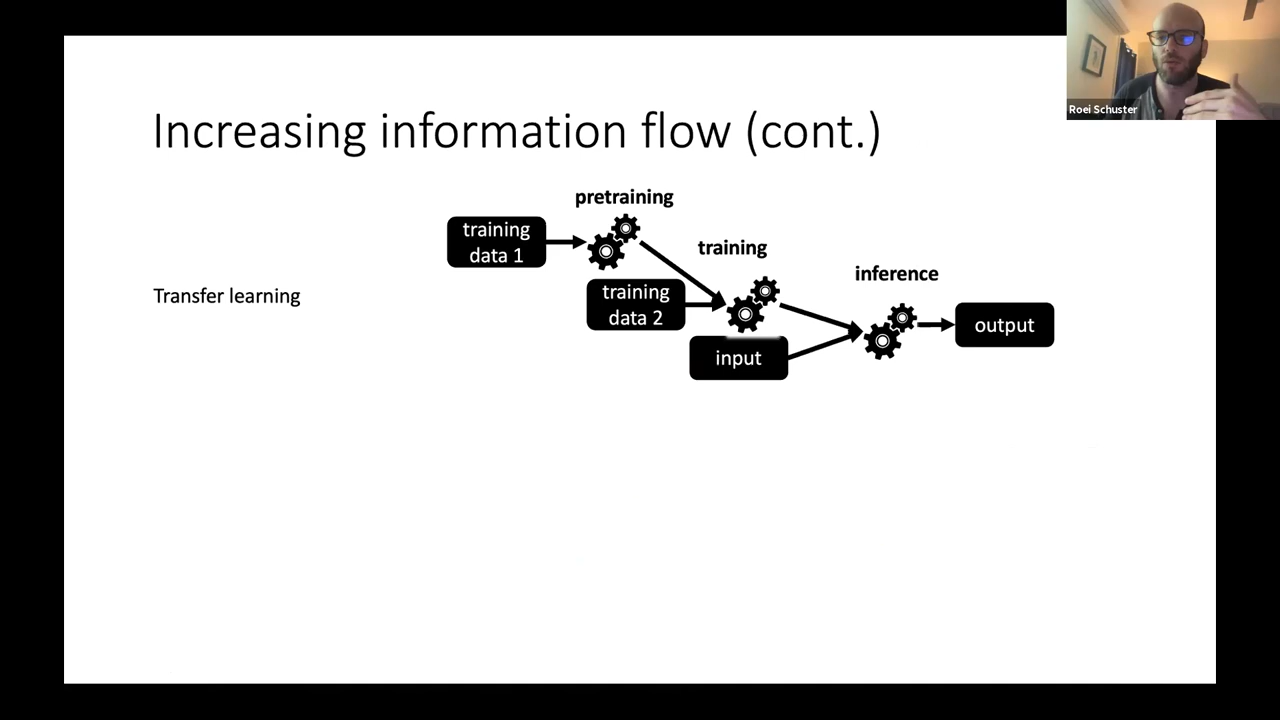 Roei Schuster
Increasing information flow (cont.)
pretraining
training
data 1
training
inference
Transfer learning
training
data 2
output
input